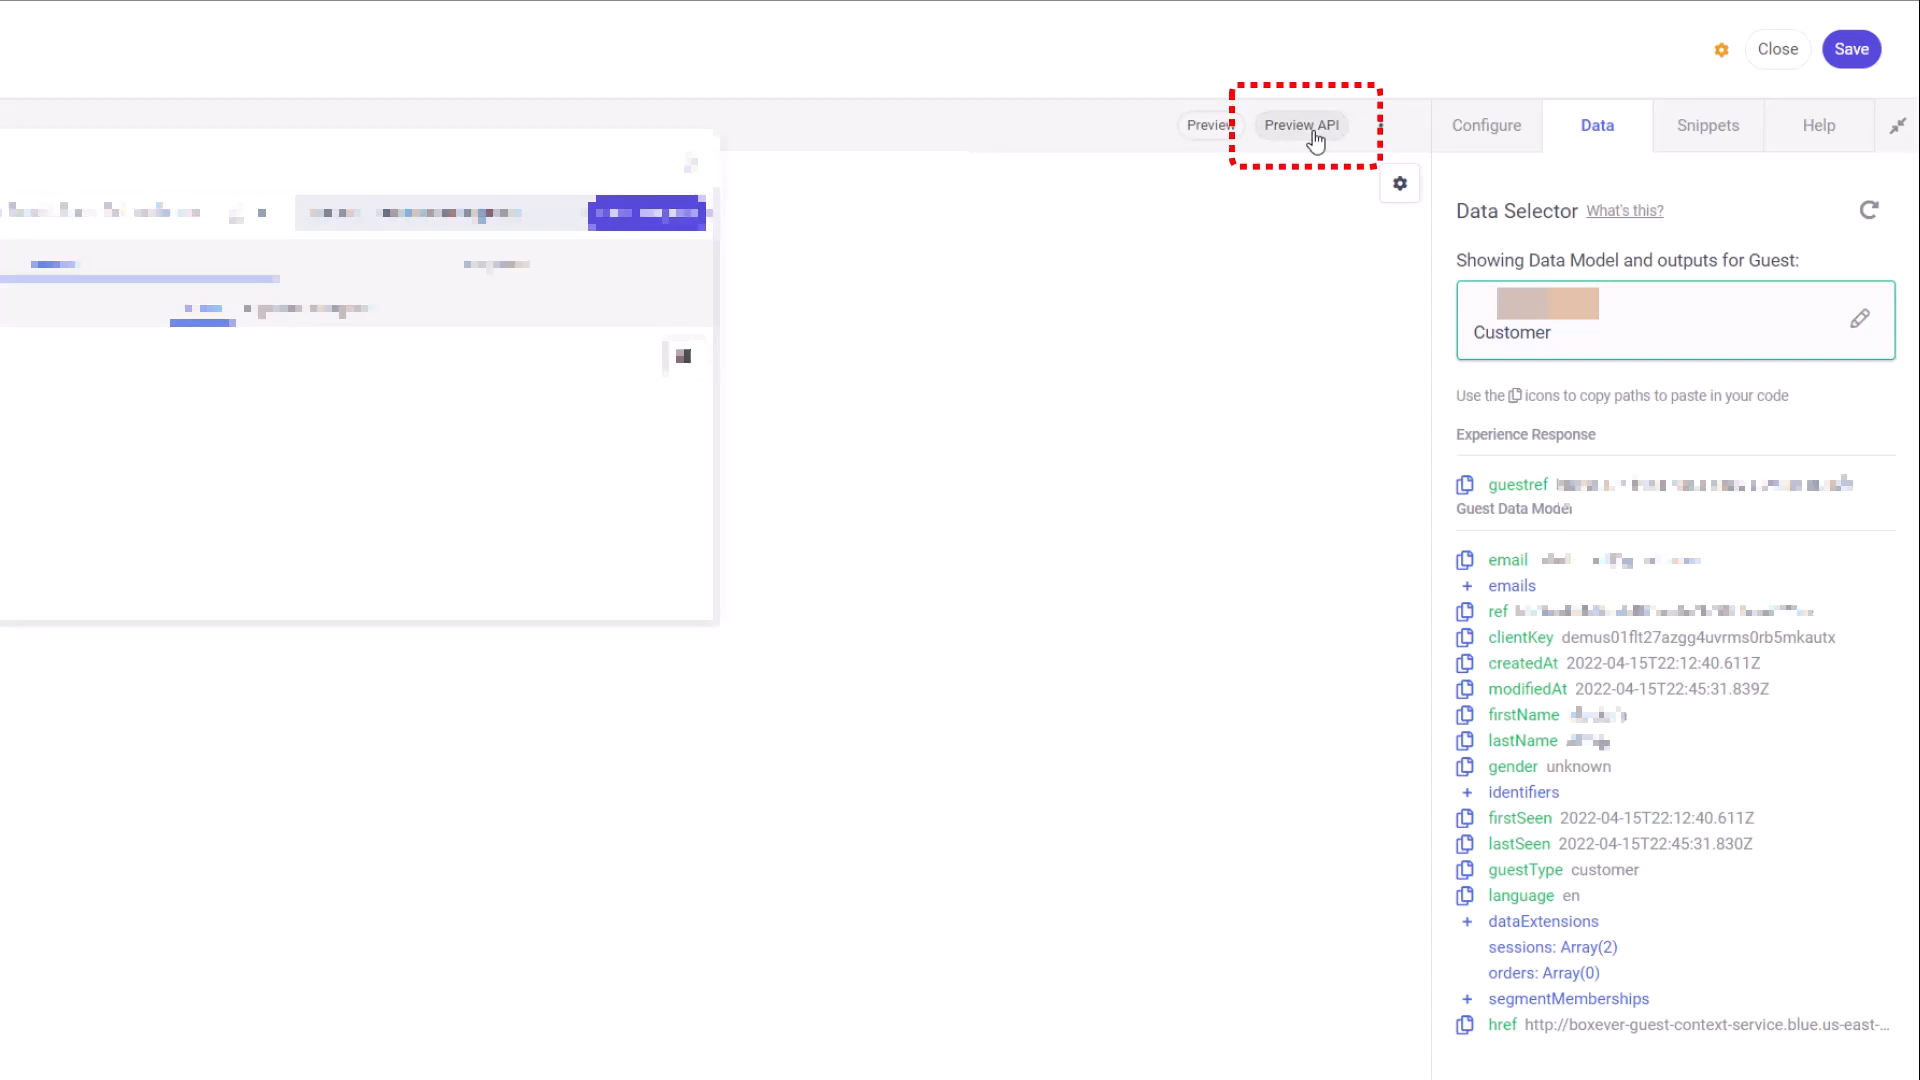 Close
Save
Preview
Preview API
Configure
Data
Snippets
Help
Data Selector What's this?
Showing Data Model and outputs for Guest:
Customer
Use the icons to copy paths to paste in your code
Experience Response
guestref
Guest Data Model
email
+ emails
ref
clientKey demus01flt27azgg4uvrms0rb5mkautx
createdAt 2022-04-15T22:12:40.611Z
modifiedAt 2022-04-15T22:45:31.839Z
firstName
lastName
gender unknown
+ identifiers
firstSeen 2022-04-15T22:12:40.611Z
lastSeen 2022-04-15T22:45:31.830Z
guestType customer
language en
+ dataExtensions
sessions: Array(2)
orders: Array(0)
+ segmentMemberships
href http://boxever-guest-context-service.blue.us-east-...